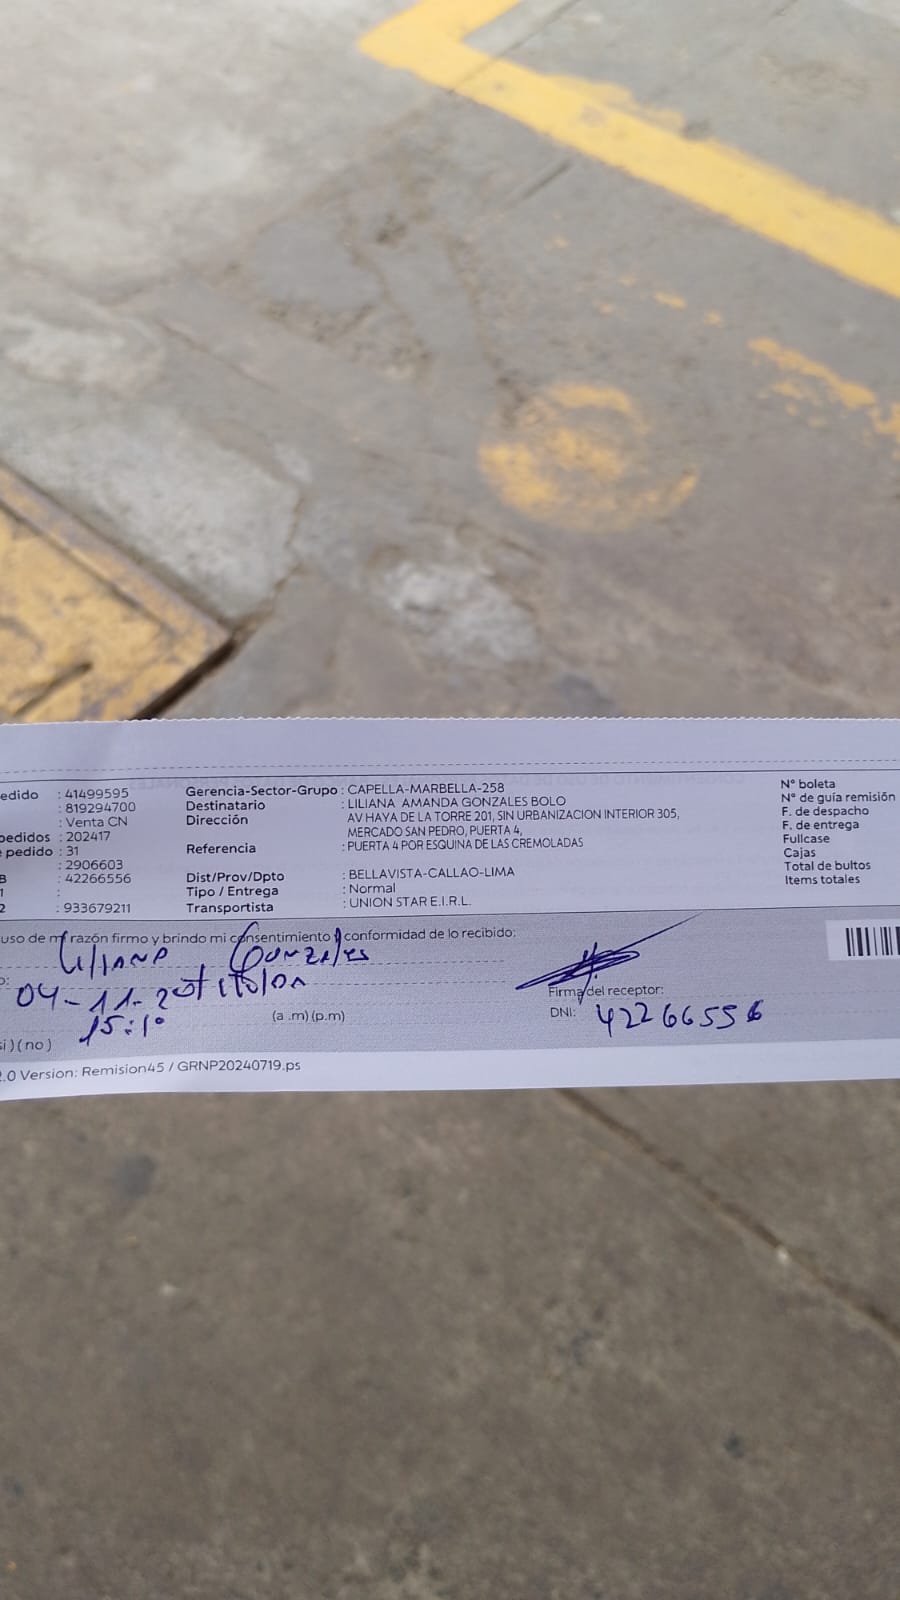 edido : 41499595 Gerencia-Sector-Grupo : CAPELLA-MARBELLA-258 N° boleta
: 819294700 Destinatario : LILIANA AMANDA GONZALES BOLO N° de guía remisión
: Venta CN Dirección AV HAYA DE LA TORRE 201, SIN URBANIZACION INTERIOR 305, F. de despacho
pedidos : 202417 MERCADO SAN PEDRO, PUERTA 4, F. de entrega
pedido : 31 Referencia : PUERTA 4 POR ESQUINA DE LAS CREMOLADAS Fullcase
: 2906603 Cajas
B : 42266556 Dist/Prov/Dpto : BELLAVISTA-CALLAO-LIMA Total de bultos
1 : Tipo / Entrega : Normal Items totales
2 : 933679211 Transportista : UNION STAR E.I.R.L.
uso de mi razón firmo y brindo mi consentimiento y conformidad de lo recibido:
Liliana Gonzales
o: 04-11-20 titular Firma del receptor:
15:10 (a .m) (p.m) DNI: 42266556
si ) ( no )
2.0 Version: Remision45 / GRNP20240719.ps